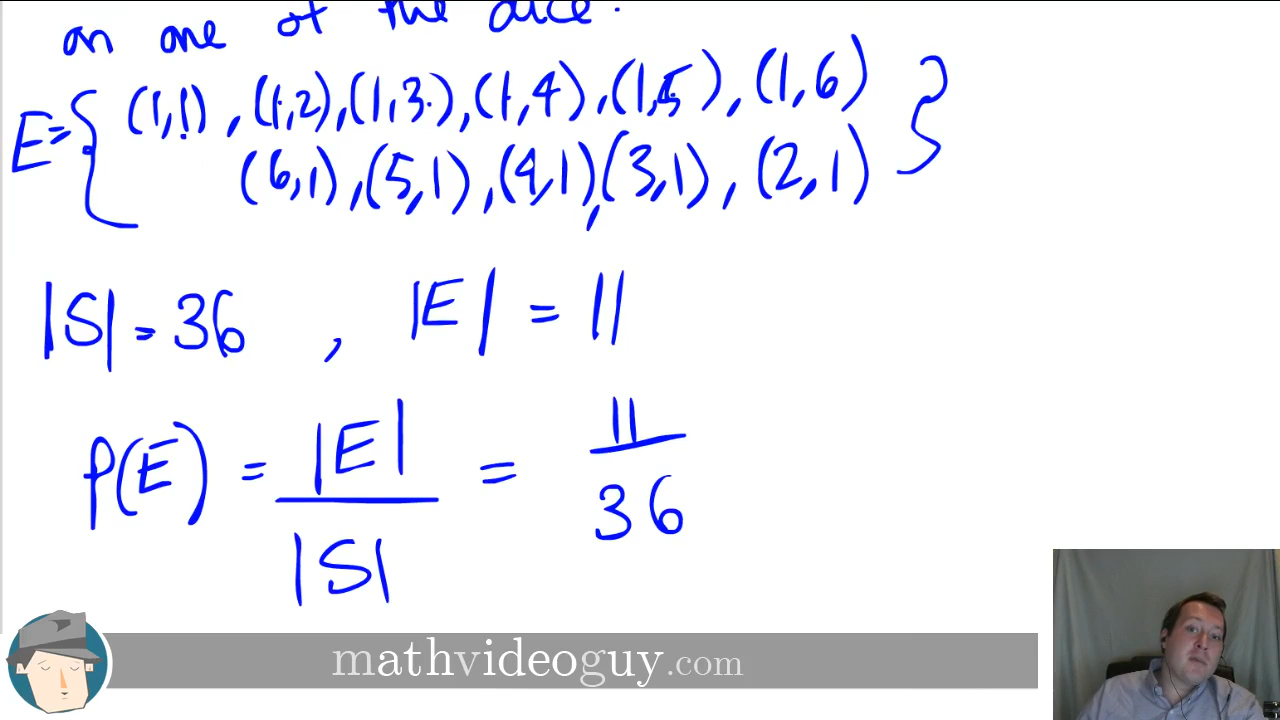 on one of the dice.
E = { (1,1), (1,2), (1,3), (1,4), (1,5), (1,6)
(6,1), (5,1), (4,1), (3,1), (2,1) }
|S| = 36 , |E| = 11
P(E) = |E| / |S| = 11 / 36
mathvideoguy.com